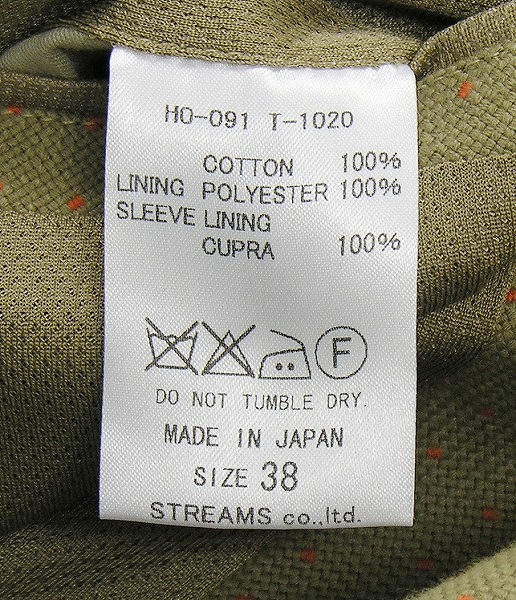 HO-091 T-1020
COTTON 100%
LINING POLYESTER 100%
SLEEVE LINING
CUPRA 100%
F
DO NOT TUMBLE DRY.
MADE IN JAPAN
SIZE 38
STREAMS co.,ltd.